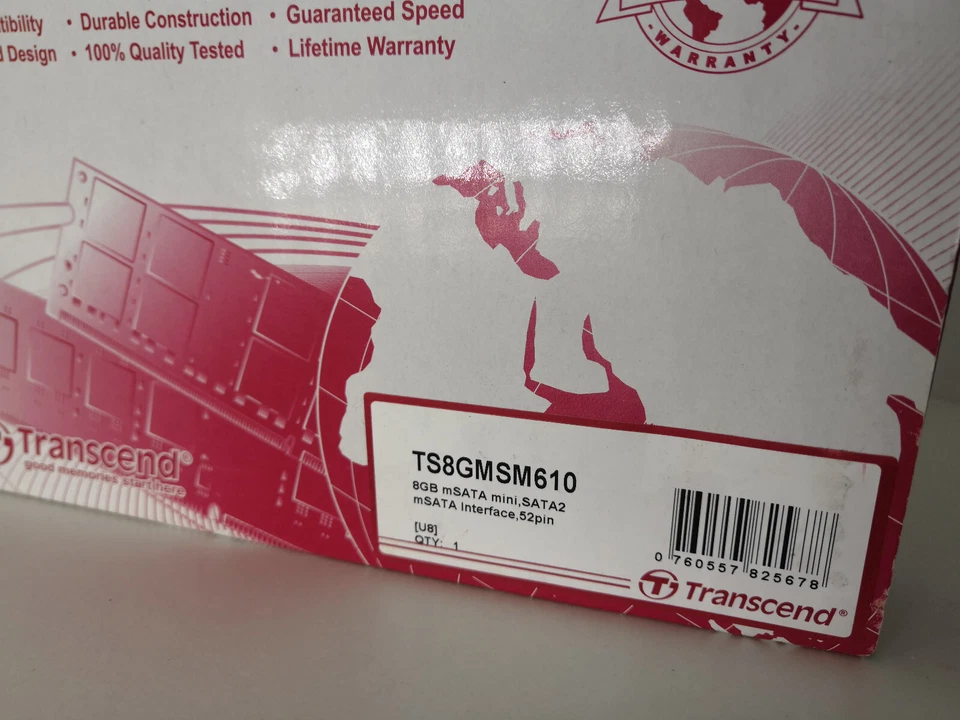 tibility • Durable Construction • Guaranteed Speed
d Design • 100% Quality Tested • Lifetime Warranty
• WARRANTY •
Transcend®
good memories start here
TS8GMSM610
8GB mSATA mini,SATA2
mSATA Interface,52pin
[U8]
QTY: 1
0 760557 825678
Transcend®